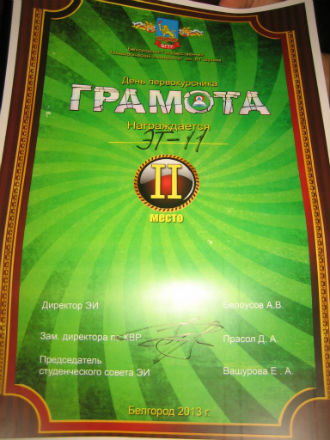 День первокурсника
ГРАМОТА
Награждается
ЭТ-11
II
место
Директор ЭИ Белоусов А.В.
Зам. директора по КВР Прасол Д. А.
Председатель
студенческого совета ЭИ Вашурова Е . А.
Белгород 2013 г.